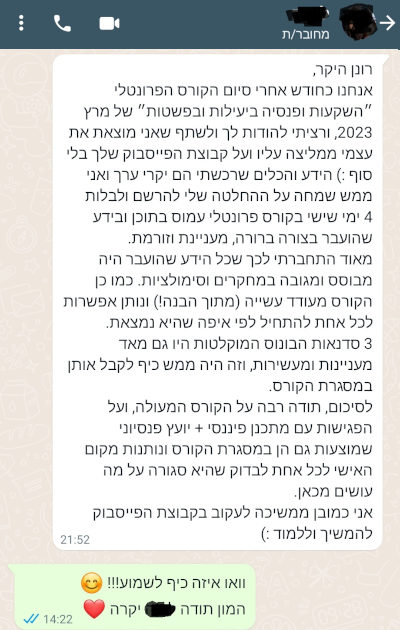 מחובר/ת
רונן היקר,
אנחנו כחודש אחרי סיום הקורס הפרונטלי
״השקעות ופנסיה ביעילות ובפשטות״ של מרץ
2023, ורציתי להודות לך ולשתף שאני מוצאת את
עצמי ממליצה עליו ועל קבוצת הפייסבוק שלך בלי
סוף :) הידע והכלים שרכשתי הם יקרי ערך ואני
ממש שמחה על ההחלטה שלי להרשם ולבלות
4 ימי שישי בקורס פרונטלי עמוס בתוכן ובידע
שהועבר בצורה ברורה, מעניינת וזורמת.
מאוד התחברתי לכך שכל הידע שהועבר היה
מבוסס ומגובה במחקרים וסימולציות. כמו כן
הקורס מעודד עשייה (מתוך הבנה!) ונותן אפשרות
לכל אחת להתחיל לפי איפה שהיא נמצאת.
3 סדנאות הבונוס המוקלטות היו גם מאד
מעניינות ומעשירות, וזה היה ממש כיף לקבל אותן
במסגרת הקורס.
לסיכום, תודה רבה על הקורס המעולה, ועל
הפגישות עם מתכנן פיננסי + יועץ פנסיוני
שמוצעות גם הן במסגרת הקורס ונותנות מקום
האישי לכל אחת לבדוק שהיא סגורה על מה
עושים מכאן.
אני כמובן ממשיכה לעקוב בקבוצת הפייסבוק
להמשיך וללמוד :)
21:52
וואו איזה כיף לשמוע!!! 😊
המון תודה יקרה ❤️
14:22